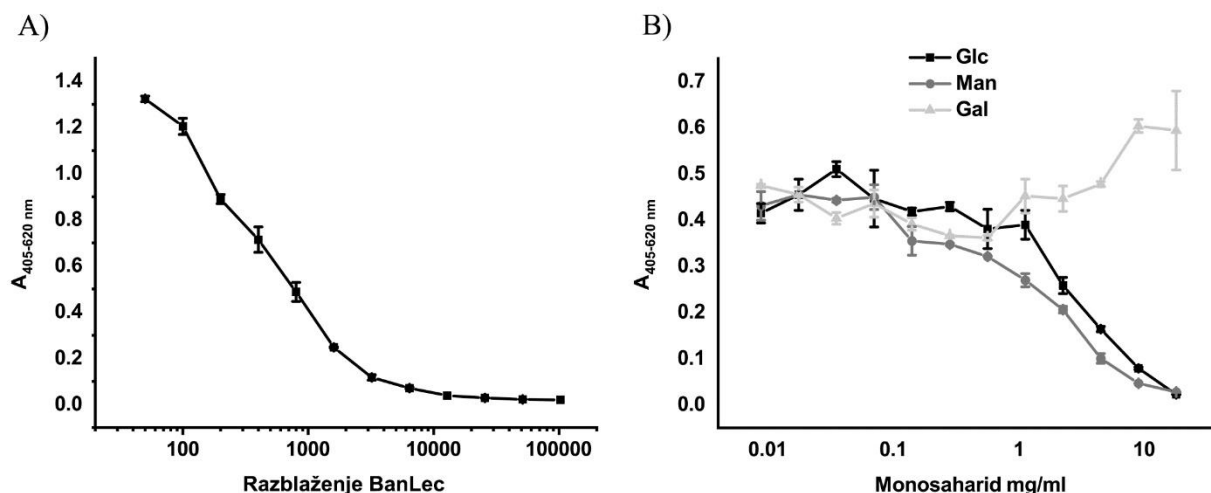 A)
1.4
1.2
1.0
0.8
0.6
0.4
0.2
0.0
A405-620 nm
100 1000 10000 100000
Razblaženje BanLec
B)
Glc
Man
Gal
0.7
0.6
0.5
0.4
0.3
0.2
0.1
0.0
A405-620 nm
0.01 0.1 1 10
Monosaharid mg/ml